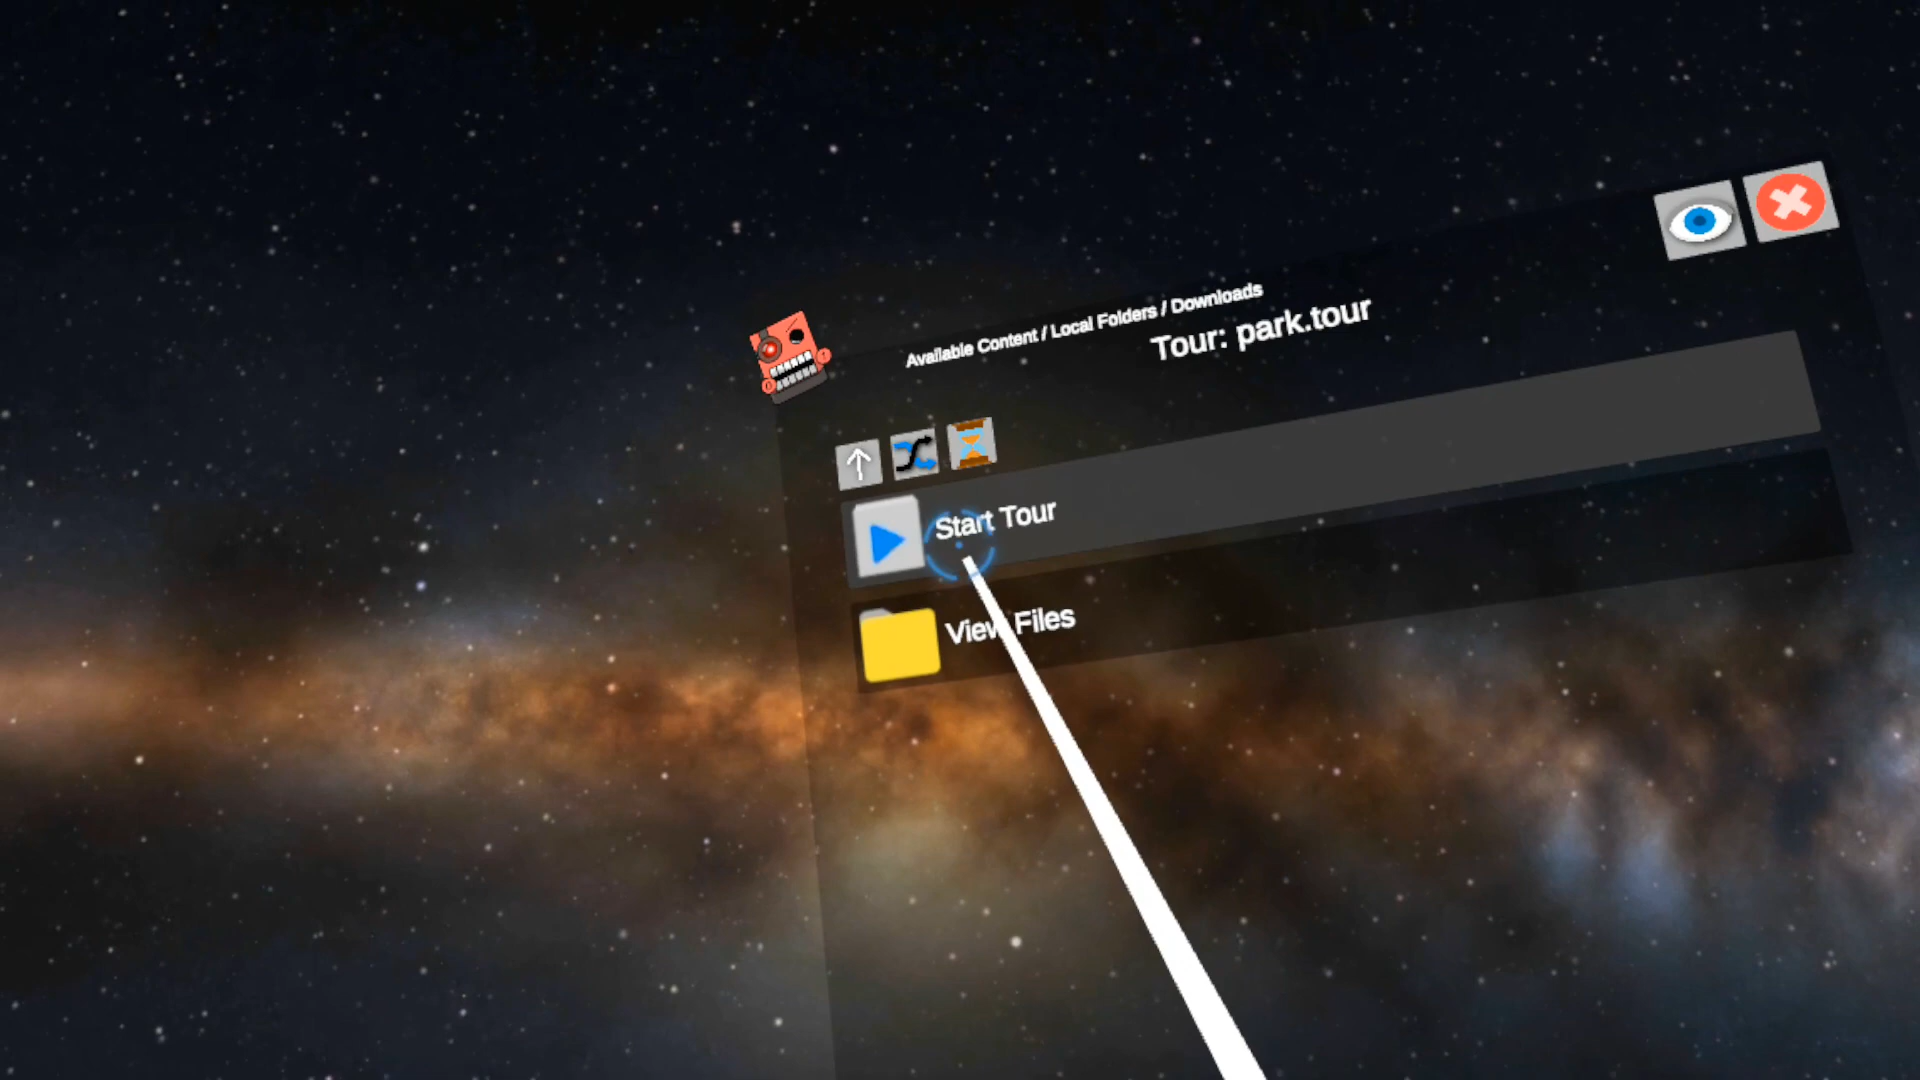 Available Content / Local Folders / Downloads
Tour: park.tour
Start Tour
View Files